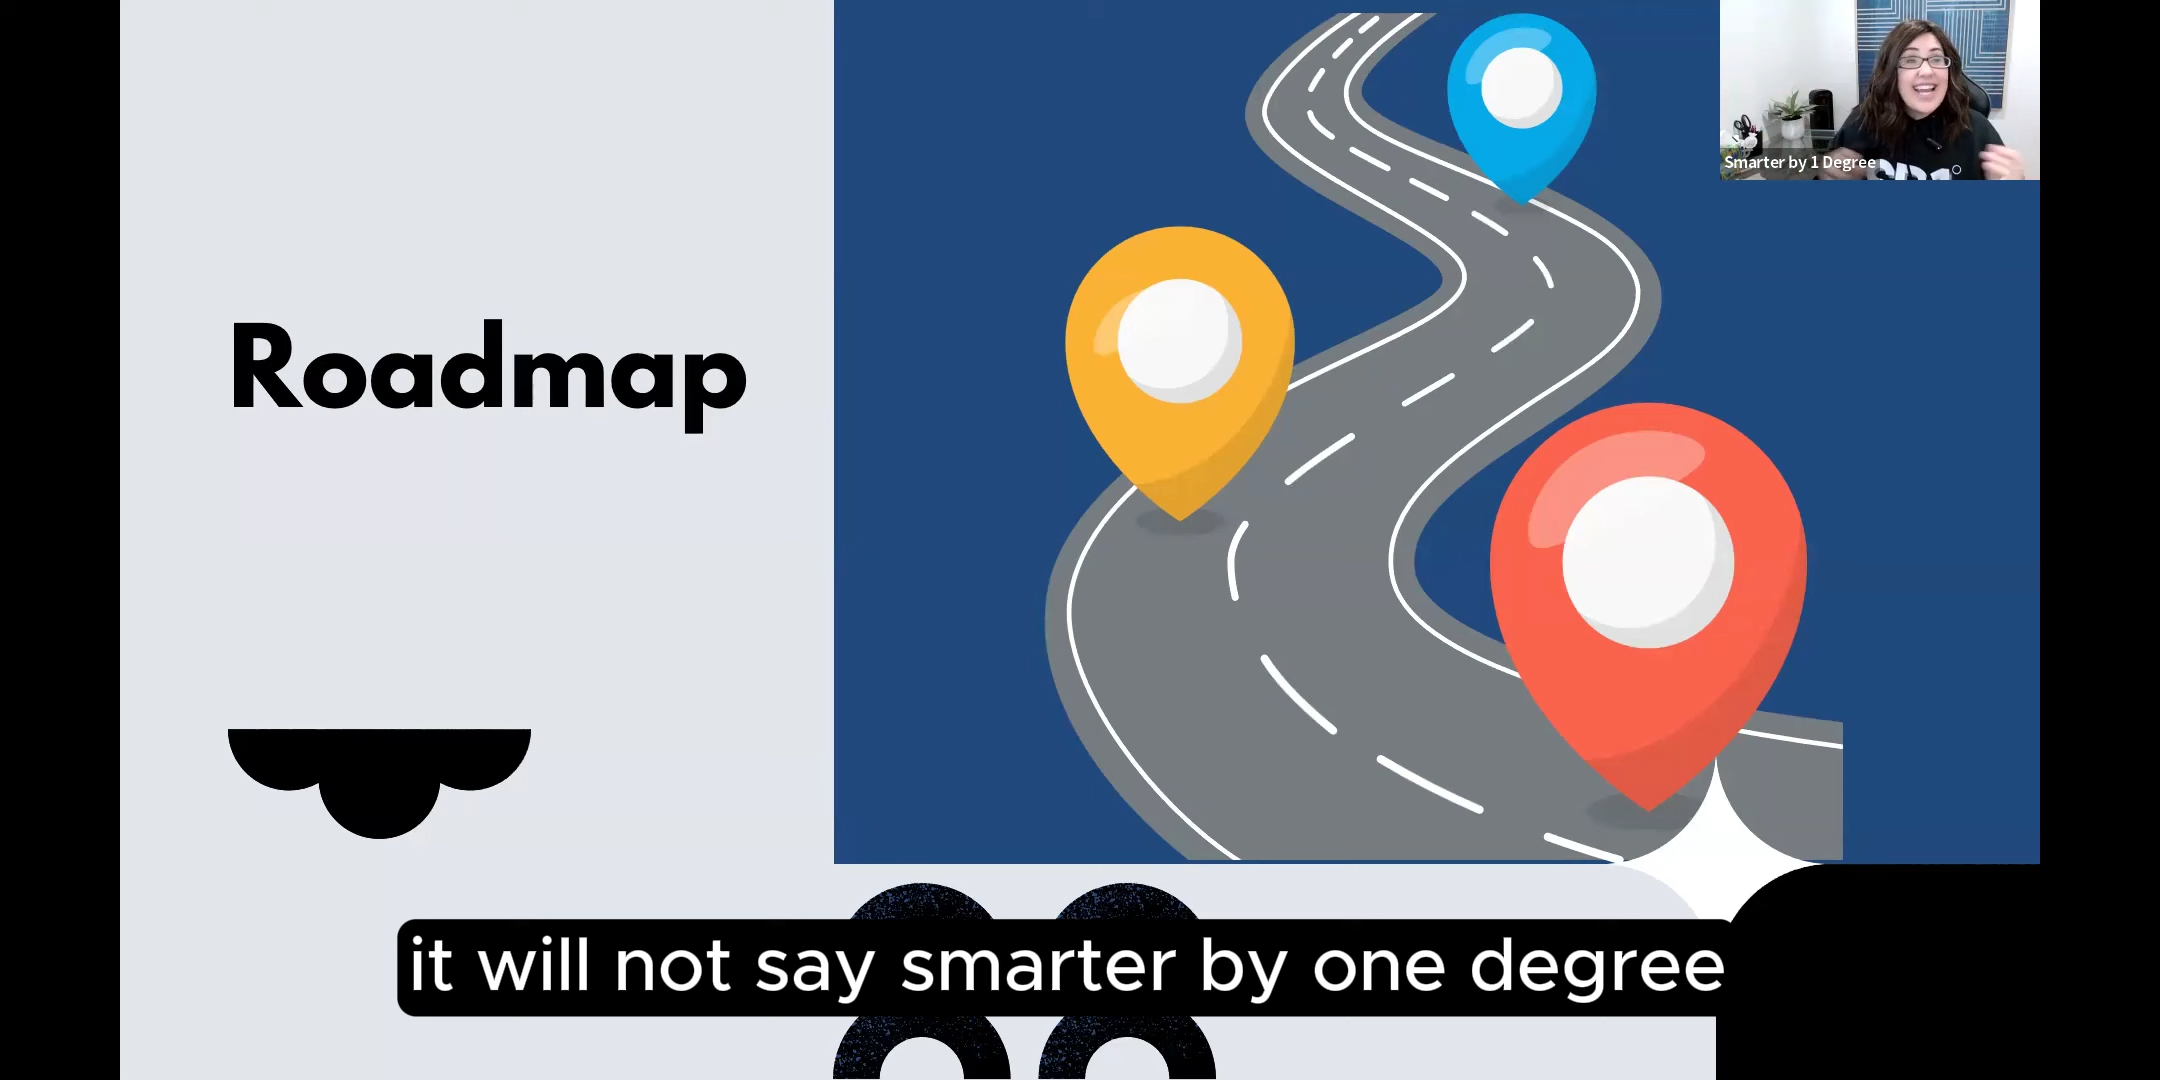 Roadmap
Smarter by 1 Degree
it will not say smarter by one degree